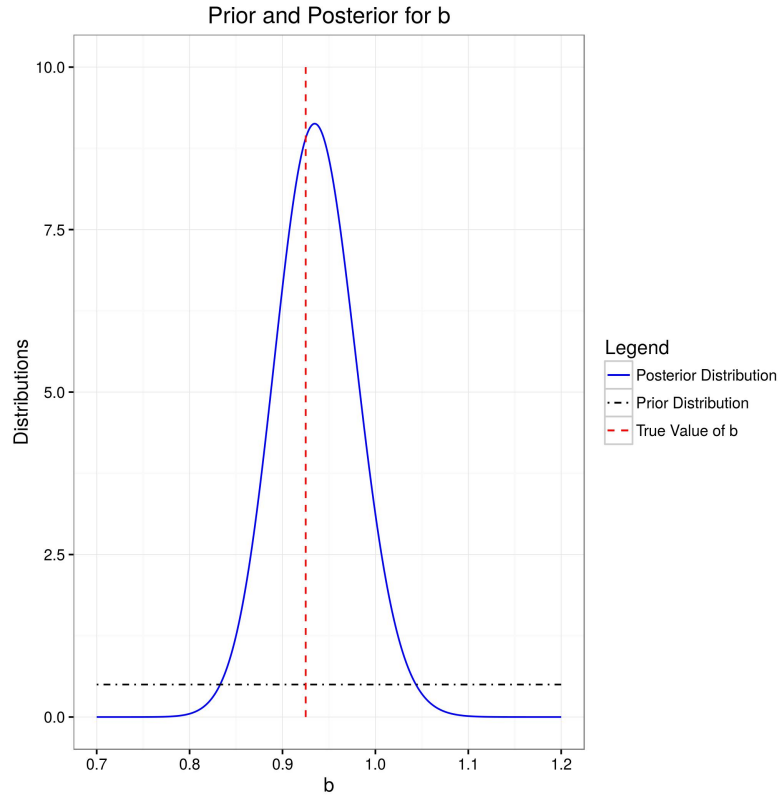 Prior and Posterior for b
10.0
7.5
5.0
2.5
0.0
Distributions
0.7 0.8 0.9 1.0 1.1 1.2
b
Legend
Posterior Distribution
Prior Distribution
True Value of b